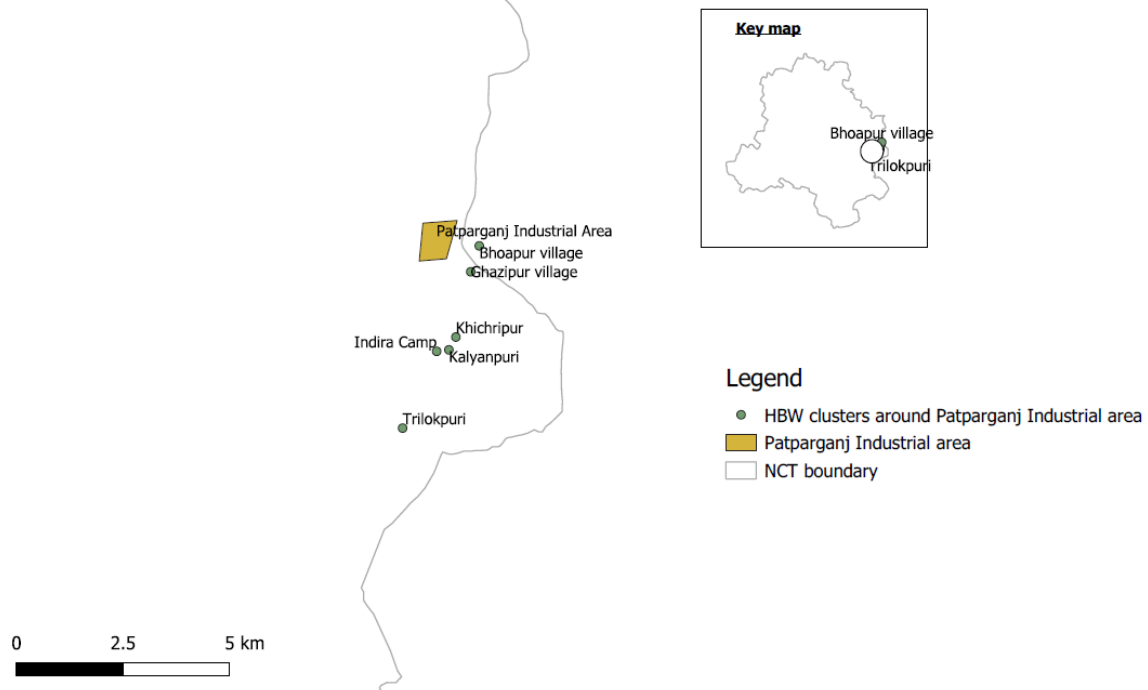 Key map
Bhoapur village
Trilokpuri
Patparganj Industrial Area
Bhoapur village
Ghazipur village
Khichripur
Indira Camp
Kalyanpuri
Trilokpuri
Legend
HBW clusters around Patparganj Industrial area
Patparganj Industrial area
NCT boundary
0 2.5 5 km